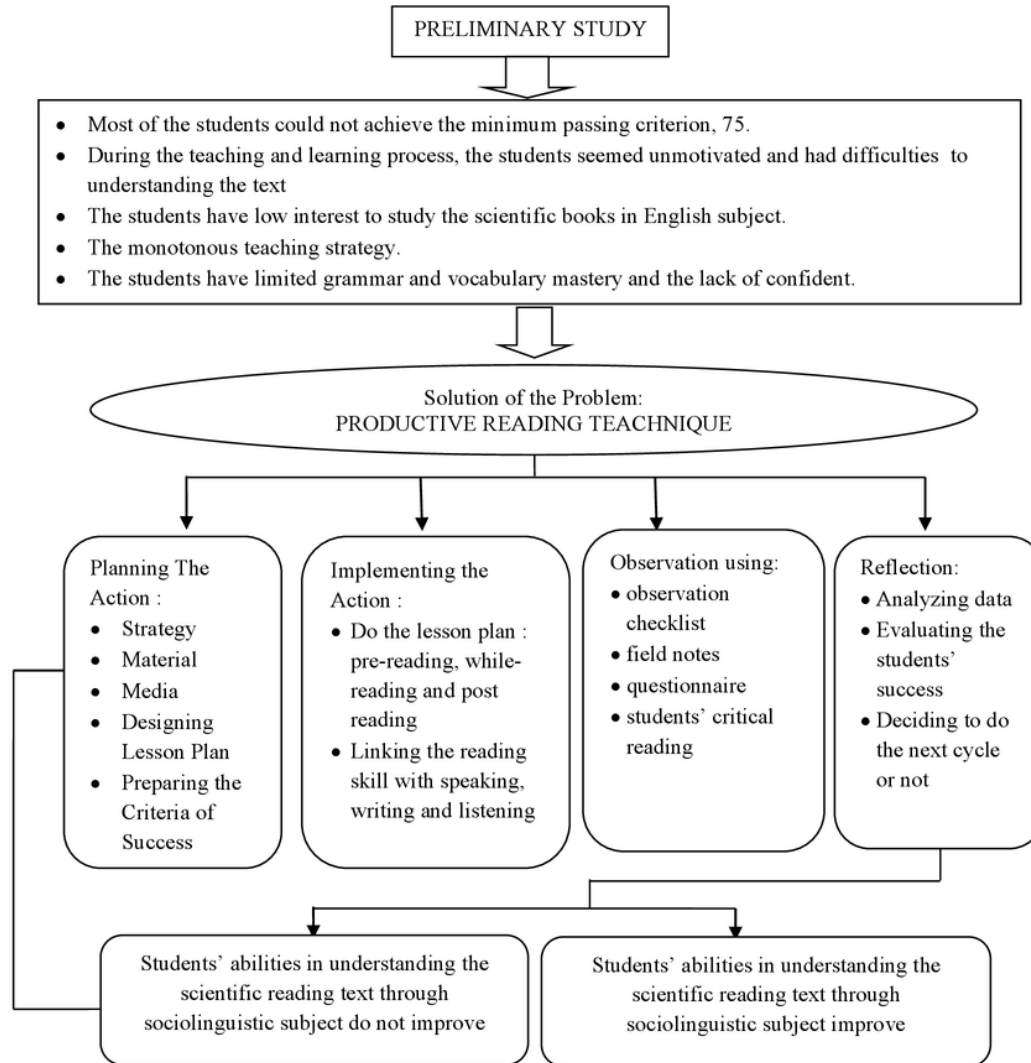 PRELIMINARY STUDY
• Most of the students could not achieve the minimum passing criterion, 75.
• During the teaching and learning process, the students seemed unmotivated and had difficulties to
understanding the text
• The students have low interest to study the scientific books in English subject.
• The monotonous teaching strategy.
• The students have limited grammar and vocabulary mastery and the lack of confident.
Solution of the Problem:
PRODUCTIVE READING TEACHNIQUE
Planning The
Action :
• Strategy
• Material
• Media
• Designing
Lesson Plan
• Preparing the
Criteria of
Success
Implementing the
Action :
• Do the lesson plan :
pre-reading, while-
reading and post
reading
• Linking the reading
skill with speaking,
writing and listening
Observation using:
• observation
checklist
• field notes
• questionnaire
• students’ critical
reading
Reflection:
• Analyzing data
• Evaluating the
students’
success
• Deciding to do
the next cycle
or not
Students’ abilities in understanding the
scientific reading text through
sociolinguistic subject do not improve
Students’ abilities in understanding the
scientific reading text through
sociolinguistic subject improve